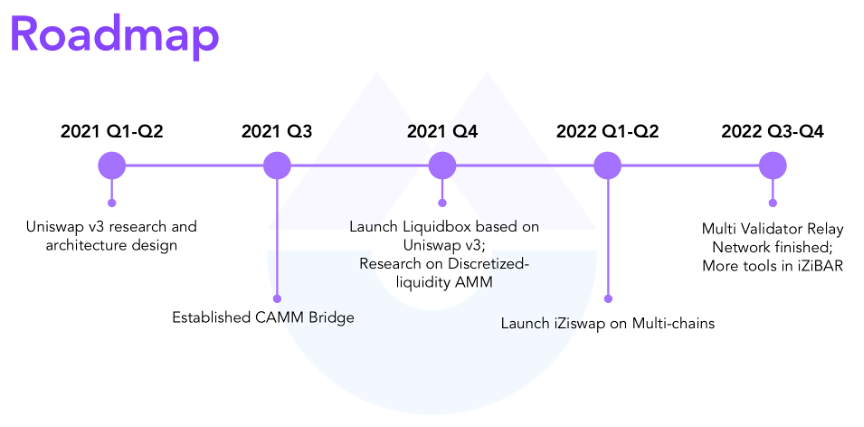 Roadmap
2021 Q1-Q2
2021 Q3
2021 Q4
2022 Q1-Q2
2022 Q3-Q4
Uniswap v3 research and
architecture design
Established CAMM Bridge
Launch Liquidbox based on
Uniswap v3;
Research on Discretized-
liquidity AMM
Launch iZiswap on Multi-chains
Multi Validator Relay
Network finished;
More tools in iZiBAR